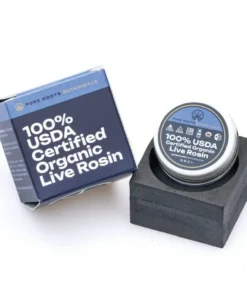 PURE ROOTS BOTANICALS
100%
USDA
Certified
Organic
Live Rosin
100% USDA
Certified Organic
Live Rosin